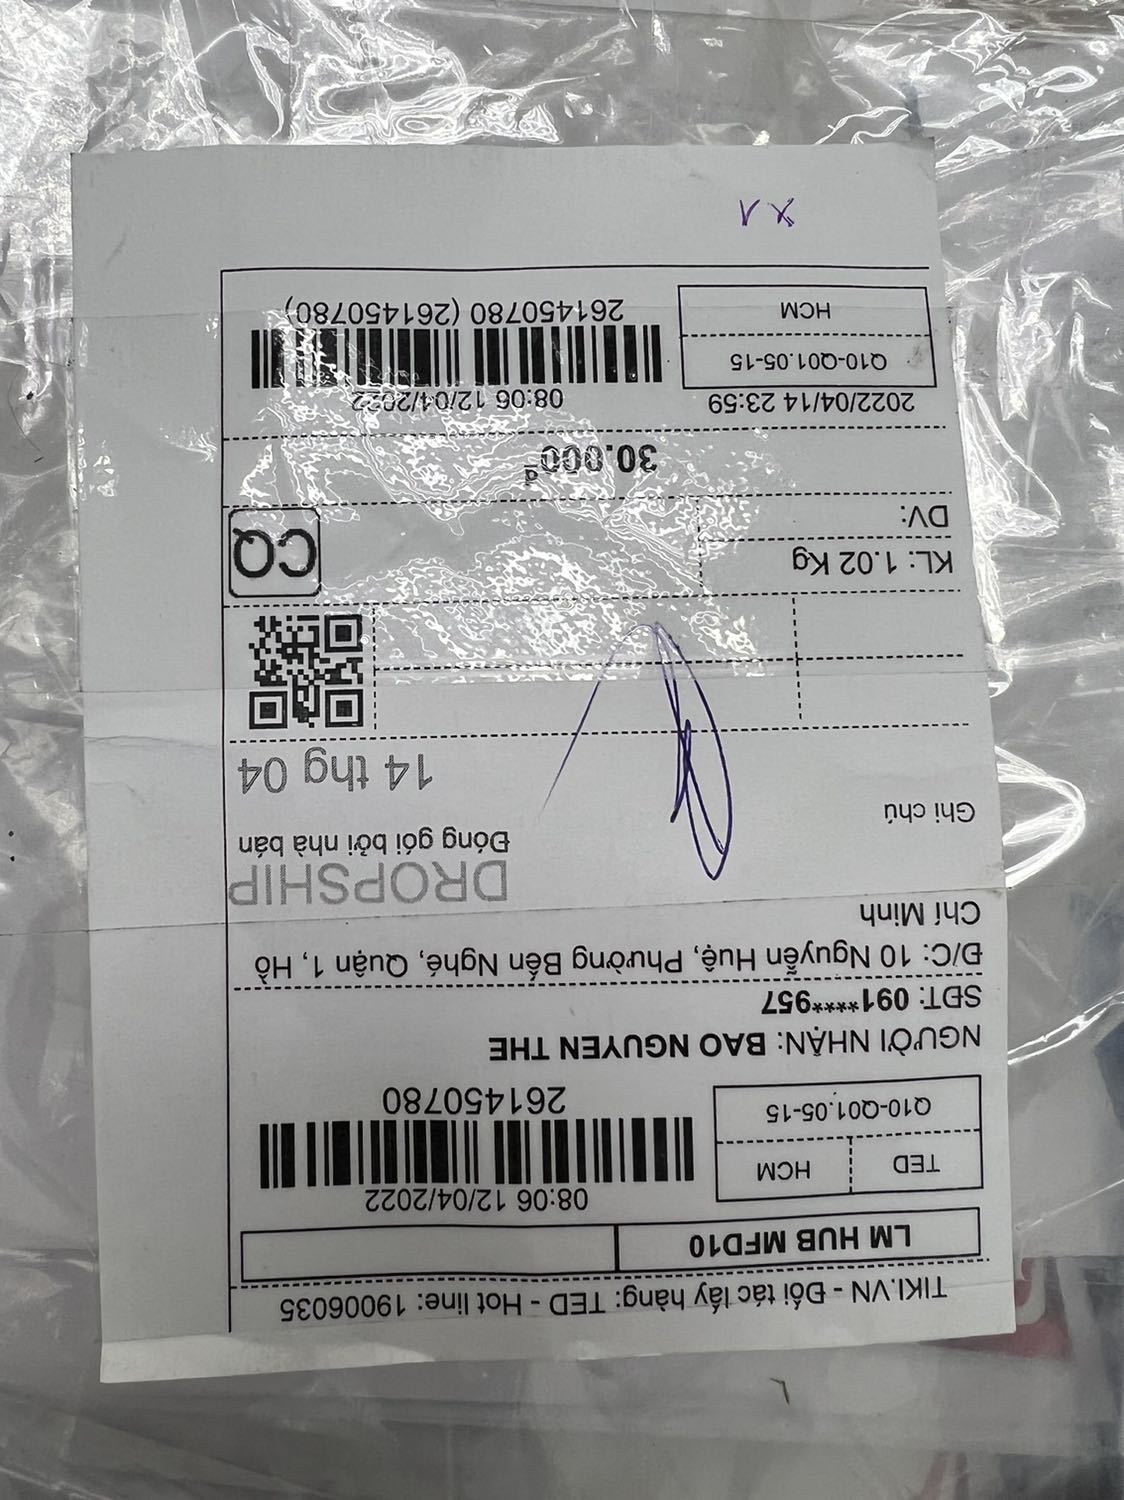 TIKI.VN - Đối tác lấy hàng: TED - Hot line: 19006035
LM HUB MFD10
08:06 12/04/2022
TED
HCM
Q10-Q01.05-15
261450780
NGƯỜI NHẬN: BAO NGUYEN THE
SĐT: 091****957
Đ/C: 10 Nguyễn Huệ, Phường Bến Nghé, Quận 1, Hồ
Chí Minh
DROPSHIP
Đóng gói bởi nhà bán
Ghi chú
14 thg 04
KL: 1.02 Kg
DV:
CQ
30.000đ
2022/04/14 23:59
08:06 12/04/2022
Q10-Q01.05-15
HCM
261450780 (261450780)